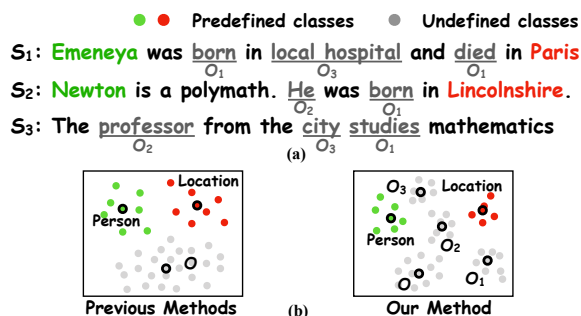 Predefined classes Undefined classes
S1: Emeneya was born in local hospital and died in Paris
O1 O3 O1
S2: Newton is a polymath. He was born in Lincolnshire.
O2 O1
S3: The professor from the city studies mathematics
O2 O3 O1
(a)
Location
Person
O
Previous Methods
O3 Location
Person
O2
O O1
Our Method
(b)